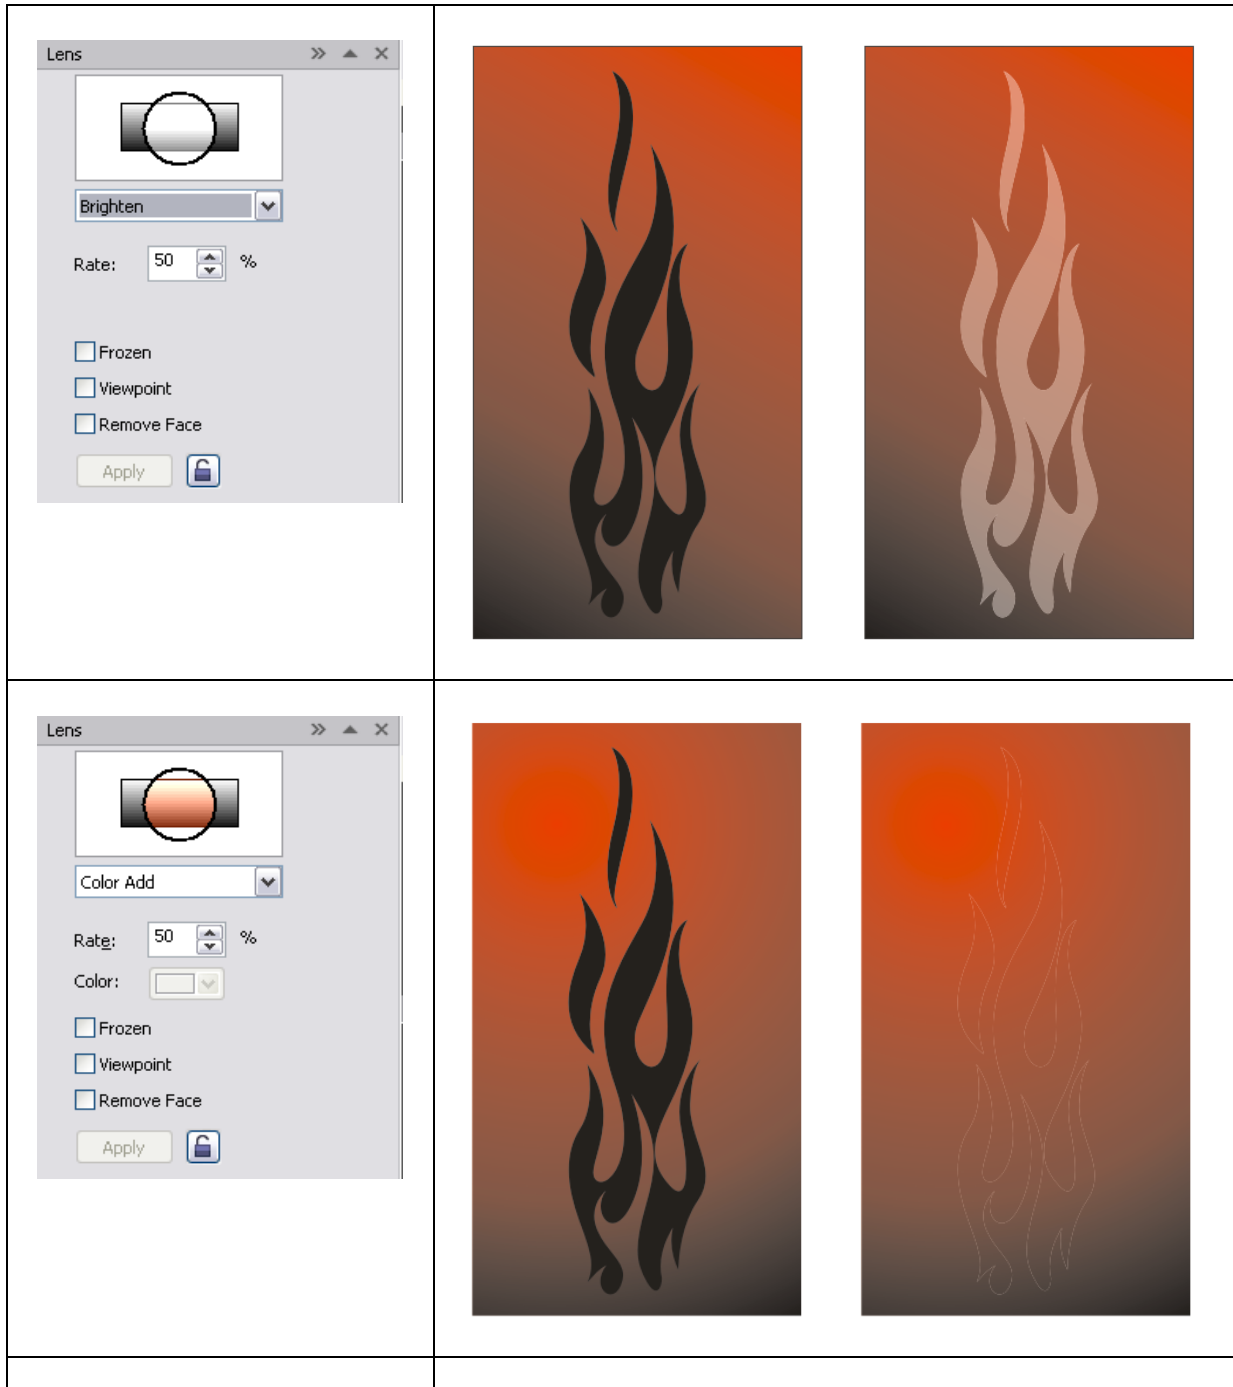 Lens
Brighten
Rate: 50 %
Frozen
Viewpoint
Remove Face
Apply
Lens
Color Add
Rate: 50 %
Color:
Frozen
Viewpoint
Remove Face
Apply